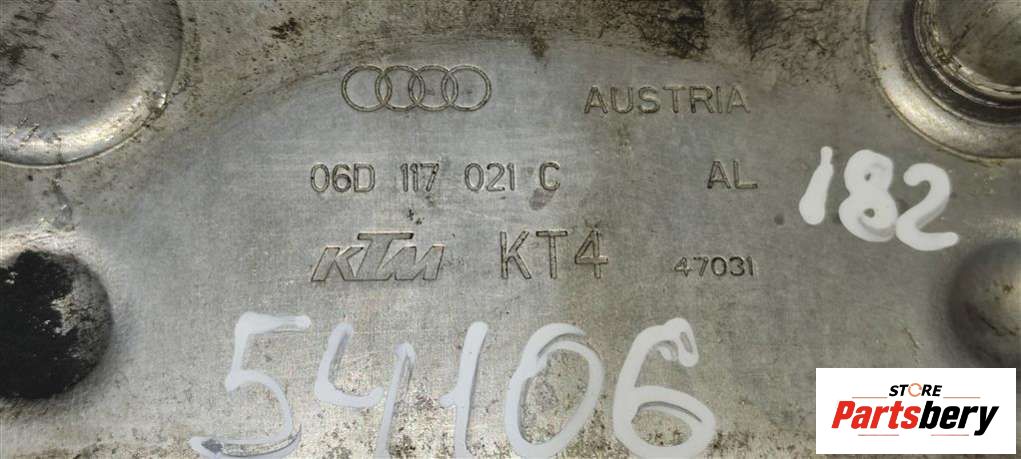 AUSTRIA
06D 117 021 C AL
182
KTM KT4 47031
54106
STORE
Partsbery